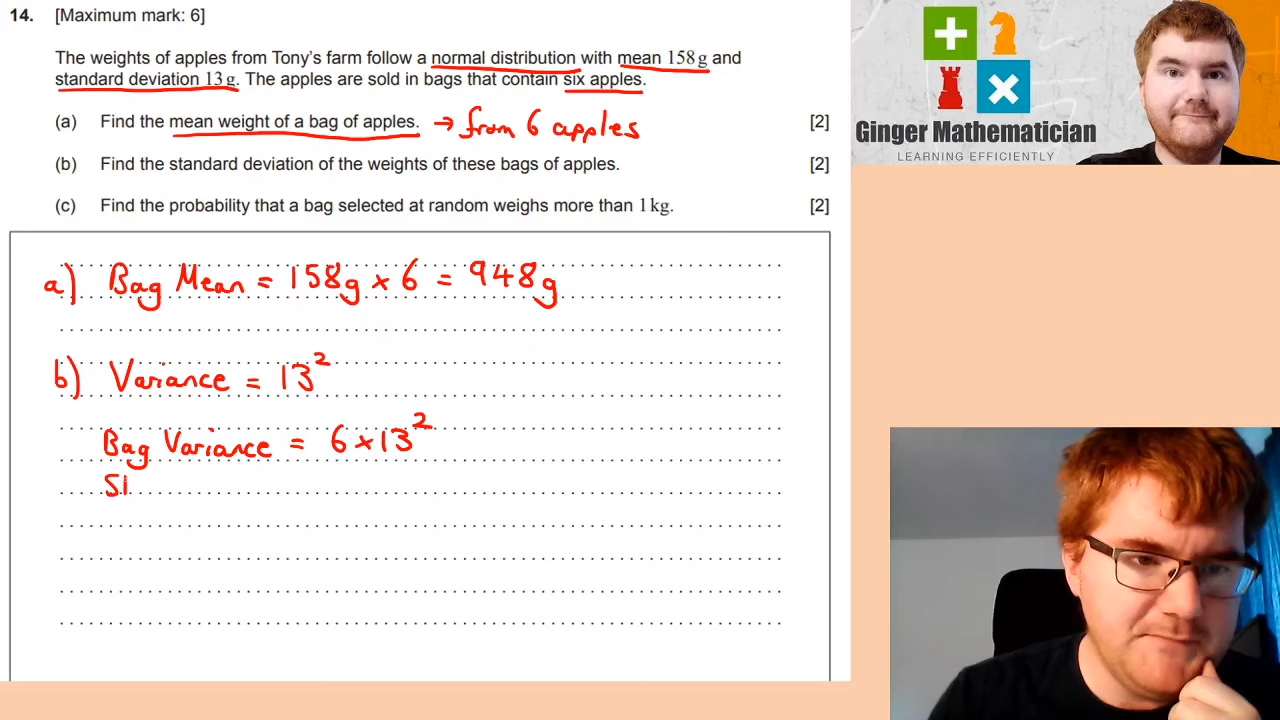 14. [Maximum mark: 6]
The weights of apples from Tony's farm follow a normal distribution with mean 158 g and
standard deviation 13 g. The apples are sold in bags that contain six apples.
(a) Find the mean weight of a bag of apples. → from 6 apples [2]
(b) Find the standard deviation of the weights of these bags of apples. [2]
(c) Find the probability that a bag selected at random weighs more than 1 kg. [2]
a) Bag Mean = 158g × 6 = 948g
b) Variance = 13²
Bag Variance = 6 × 13²
Ginger Mathematician
LEARNING EFFICIENTLY